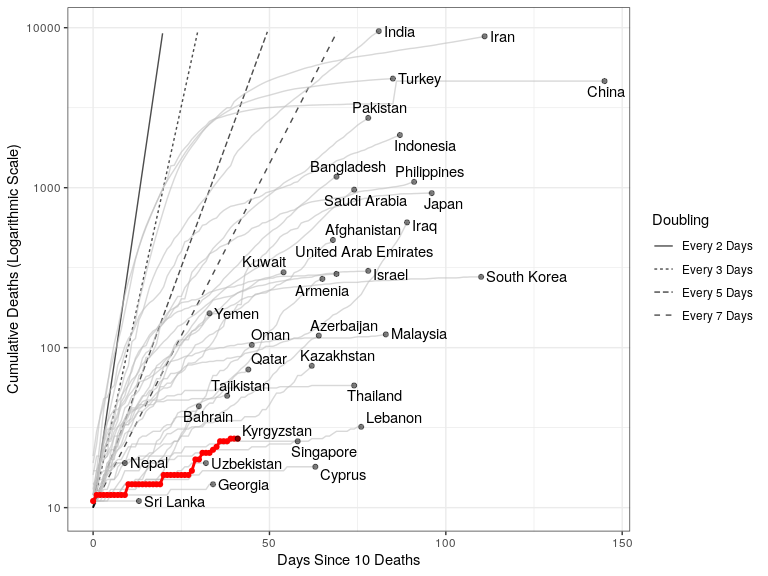 10000
1000
100
10
Cumulative Deaths (Logarithmic Scale)
India
Iran
Turkey
China
Pakistan
Indonesia
Bangladesh
Philippines
Saudi Arabia
Japan
Afghanistan
Iraq
United Arab Emirates
Kuwait
Israel
South Korea
Armenia
Yemen
Azerbaijan
Oman
Malaysia
Qatar
Kazakhstan
Tajikistan
Thailand
Bahrain
Lebanon
Kyrgyzstan
Singapore
Nepal
Uzbekistan
Cyprus
Georgia
Sri Lanka
0
50
100
150
Days Since 10 Deaths
Doubling
Every 2 Days
Every 3 Days
Every 5 Days
Every 7 Days